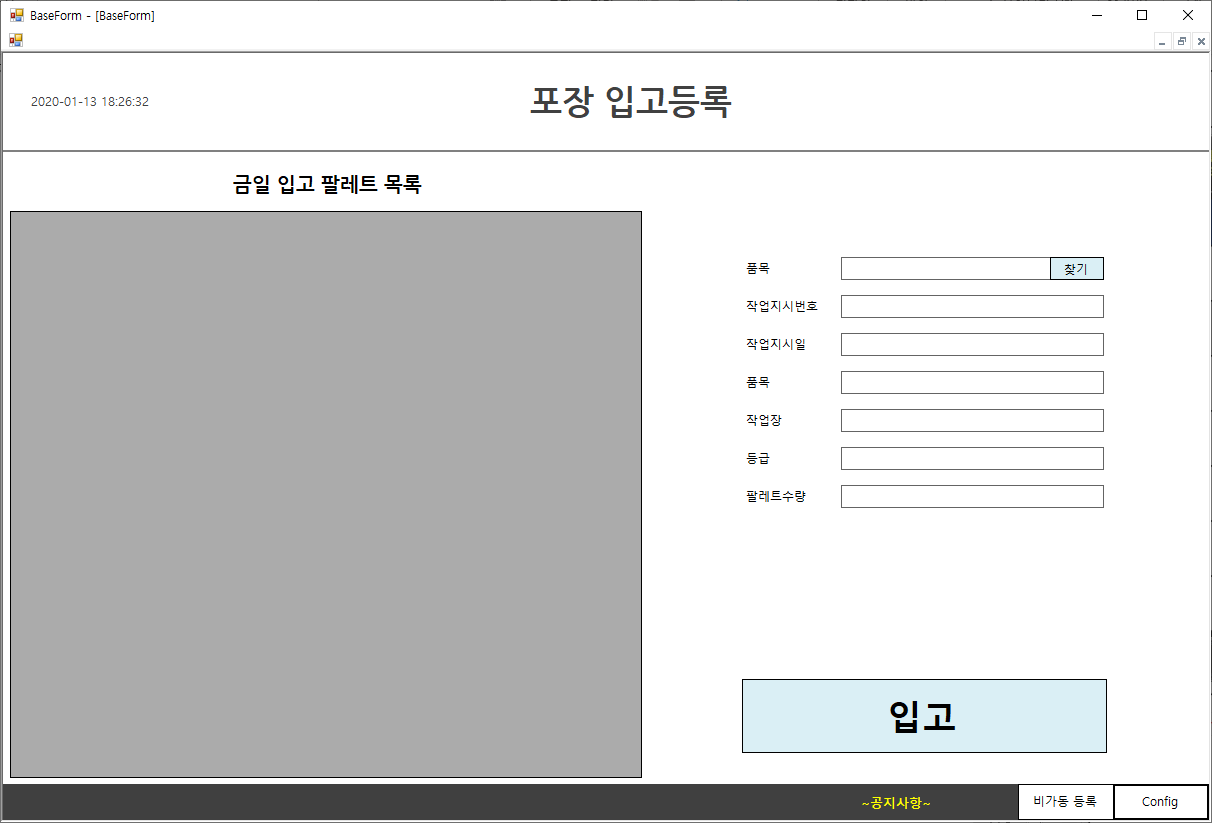 BaseForm - [BaseForm]
2020-01-13 18:26:32
포장 입고등록
금일 입고 팔레트 목록
품목
찾기
작업지시번호
작업지시일
품목
작업장
등급
팔레트수량
입고
~공지사항~
비가동 등록
Config